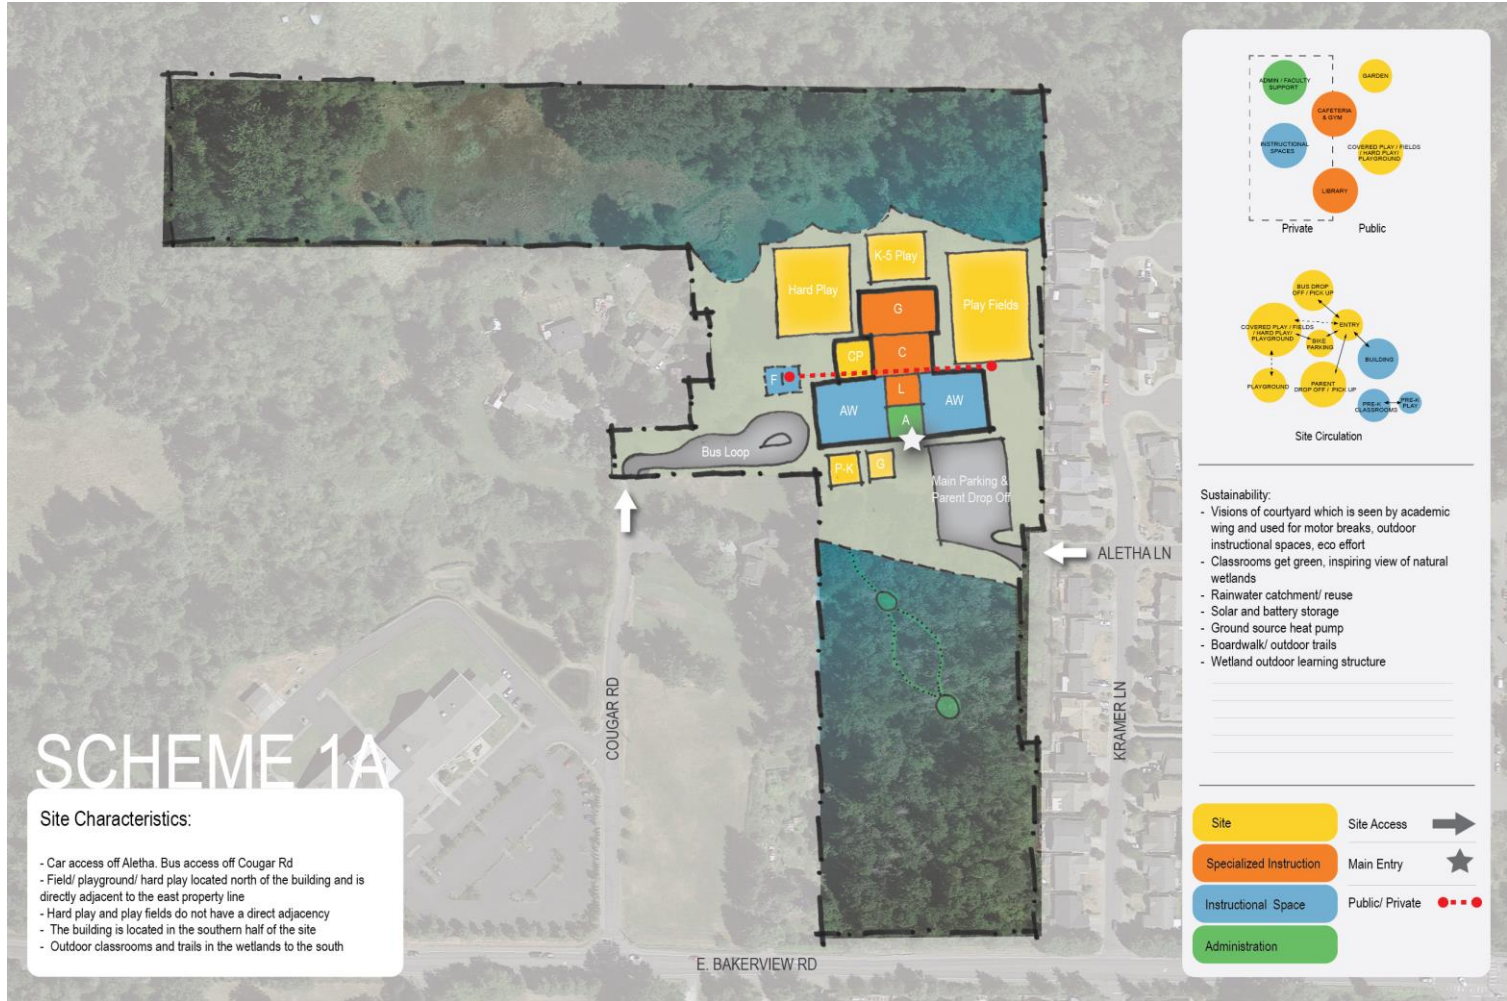 ADMIN / FACULTY
SUPPORT
GARDEN
CAFETERIA
& GYM
INSTRUCTIONAL
SPACES
COVERED PLAY / FIELDS
/ HARD PLAY/
PLAYGROUND
LIBRARY
Private
Public
BUS DROP
OFF / PICK UP
COVERED PLAY / FIELDS
/ HARD PLAY/
PLAYGROUND
ENTRY
BIKE
PARKING
BUILDING
PLAYGROUND
PARENT
DROP OFF / PICK UP
PRE-K
CLASSROOMS
PRE-K
PLAY
Site Circulation
Sustainability:
- Visions of courtyard which is seen by academic
wing and used for motor breaks, outdoor
instructional spaces, eco effort
- Classrooms get green, inspiring view of natural
wetlands
- Rainwater catchment/ reuse
- Solar and battery storage
- Ground source heat pump
- Boardwalk/ outdoor trails
- Wetland outdoor learning structure
Site
Specialized Instruction
Instructional Space
Administration
Site Access
Main Entry
Public/ Private
K-5 Play
Hard Play
Play Fields
G
CP
C
F
L
AW
AW
A
Bus Loop
P-K
G
Main Parking &
Parent Drop Off
ALETHA LN
COUGAR RD
KRAMER LN
E. BAKERVIEW RD
SCHEME 1A
Site Characteristics:
- Car access off Aletha. Bus access off Cougar Rd
- Field/ playground/ hard play located north of the building and is
directly adjacent to the east property line
- Hard play and play fields do not have a direct adjacency
- The building is located in the southern half of the site
- Outdoor classrooms and trails in the wetlands to the south